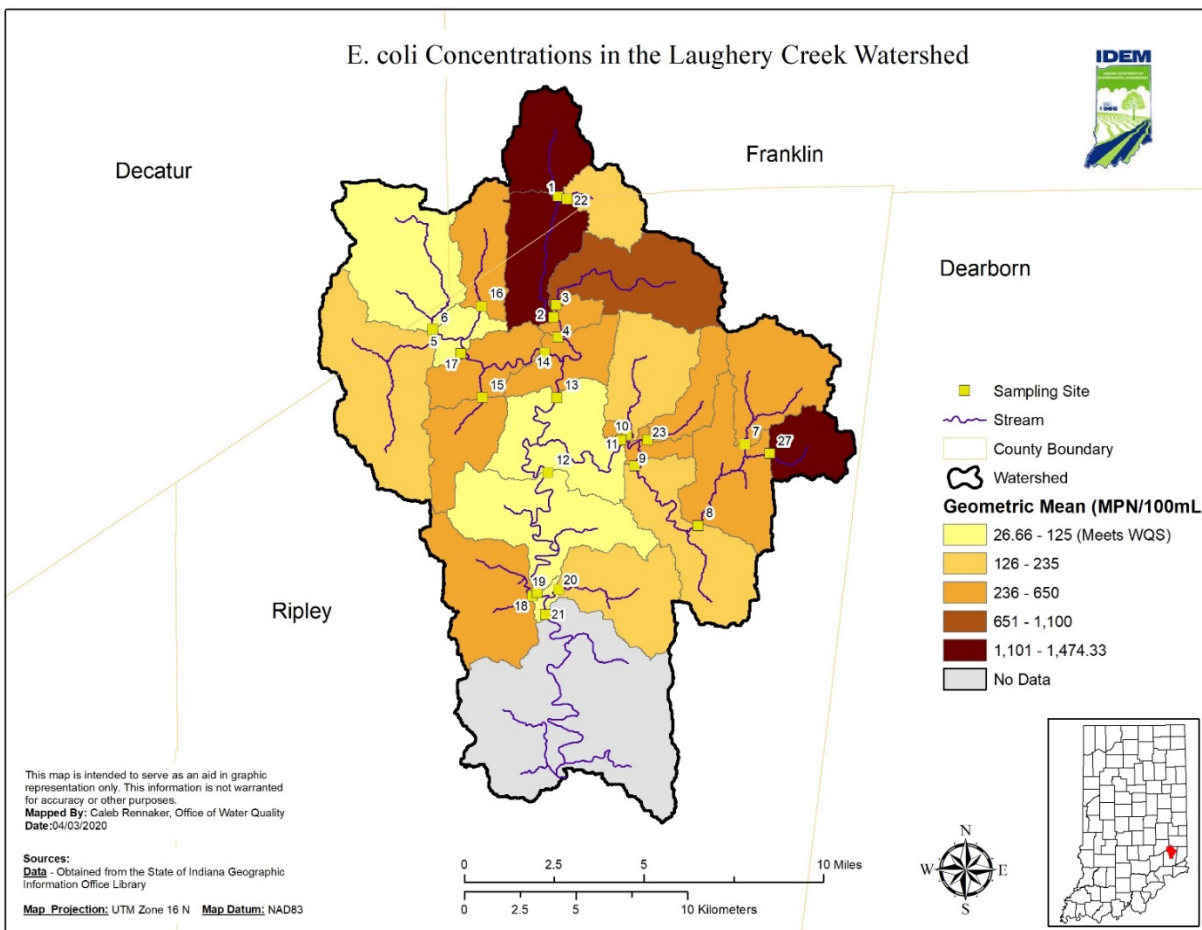 E. coli Concentrations in the Laughery Creek Watershed
IDEM
Decatur
Franklin
Dearborn
Ripley
1
22
3
2
4
16
6
5
17
14
15
13
10
23
11
9
12
7
27
8
19
20
18
21
Sampling Site
Stream
County Boundary
Watershed
Geometric Mean (MPN/100mL
26.66 - 125 (Meets WQS)
126 - 235
236 - 650
651 - 1,100
1,101 - 1,474.33
No Data
This map is intended to serve as an aid in graphic
representation only. This information is not warranted
for accuracy or other purposes.
Mapped By: Caleb Rennaker, Office of Water Quality
Date:04/03/2020
Sources:
Data - Obtained from the State of Indiana Geographic
Information Office Library
Map Projection: UTM Zone 16 N Map Datum: NAD83
0 2.5 5 10 Miles
0 2.5 5 10 Kilometers
N
W E
S